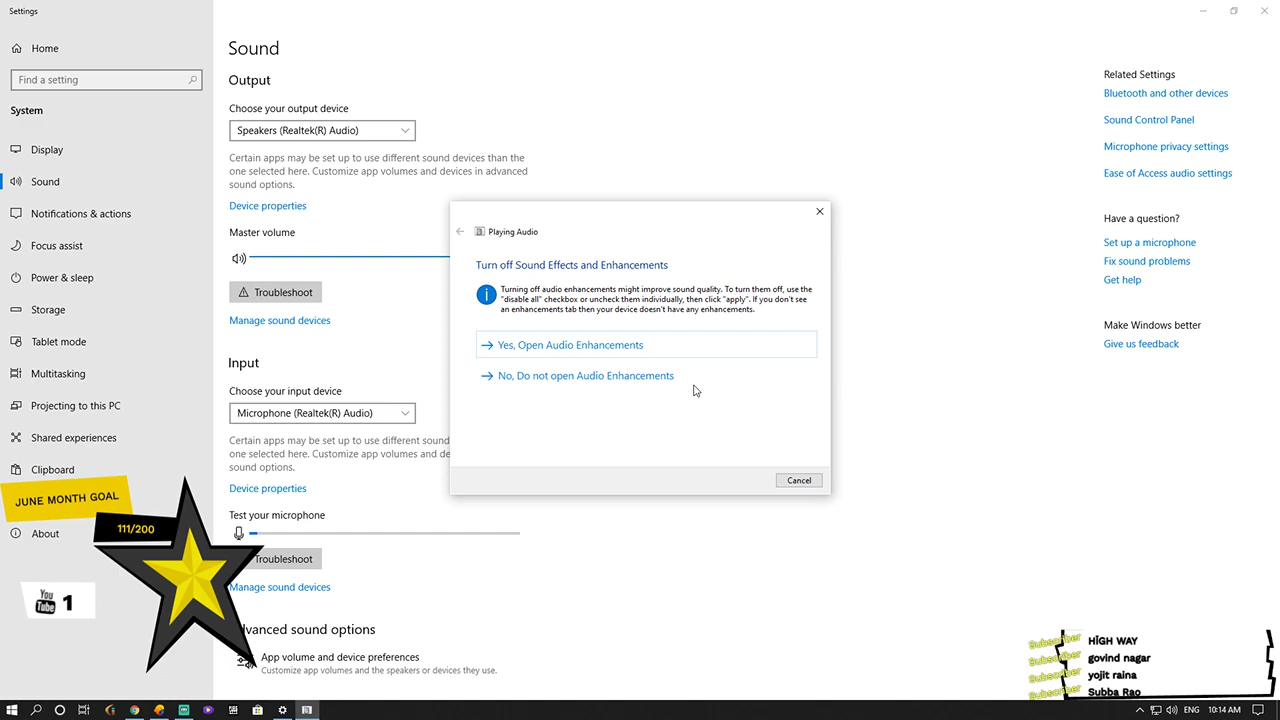 Settings
Home
Find a setting
System
Display
Sound
Notifications & actions
Focus assist
Power & sleep
Storage
Tablet mode
Multitasking
Projecting to this PC
Shared experiences
Clipboard
About
JUNE MONTH GOAL
111/200
You Tube 1
Sound
Output
Choose your output device
Speakers (Realtek(R) Audio)
Certain apps may be set up to use different sound devices than the
one selected here. Customize app volumes and devices in advanced
sound options.
Device properties
Master volume
Troubleshoot
Manage sound devices
Input
Choose your input device
Microphone (Realtek(R) Audio)
Certain apps may be set up to use different sound
one selected here. Customize app volumes and de
sound options.
Device properties
Test your microphone
Troubleshoot
Manage sound devices
dvanced sound options
App volume and device preferences
Customize app volumes and the speakers or devices they use.
Playing Audio
Turn off Sound Effects and Enhancements
Turning off audio enhancements might improve sound quality. To turn them off, use the
"disable all" checkbox or uncheck them individually, then click "apply". If you don't see
an enhancements tab then your device doesn't have any enhancements.
Yes, Open Audio Enhancements
No, Do not open Audio Enhancements
Cancel
Related Settings
Bluetooth and other devices
Sound Control Panel
Microphone privacy settings
Ease of Access audio settings
Have a question?
Set up a microphone
Fix sound problems
Get help
Make Windows better
Give us feedback
Subscriber HiGH WAY
Subscriber govind nagar
Subscriber yojit raina
Subscriber Subba Rao
ENG 10:14 AM